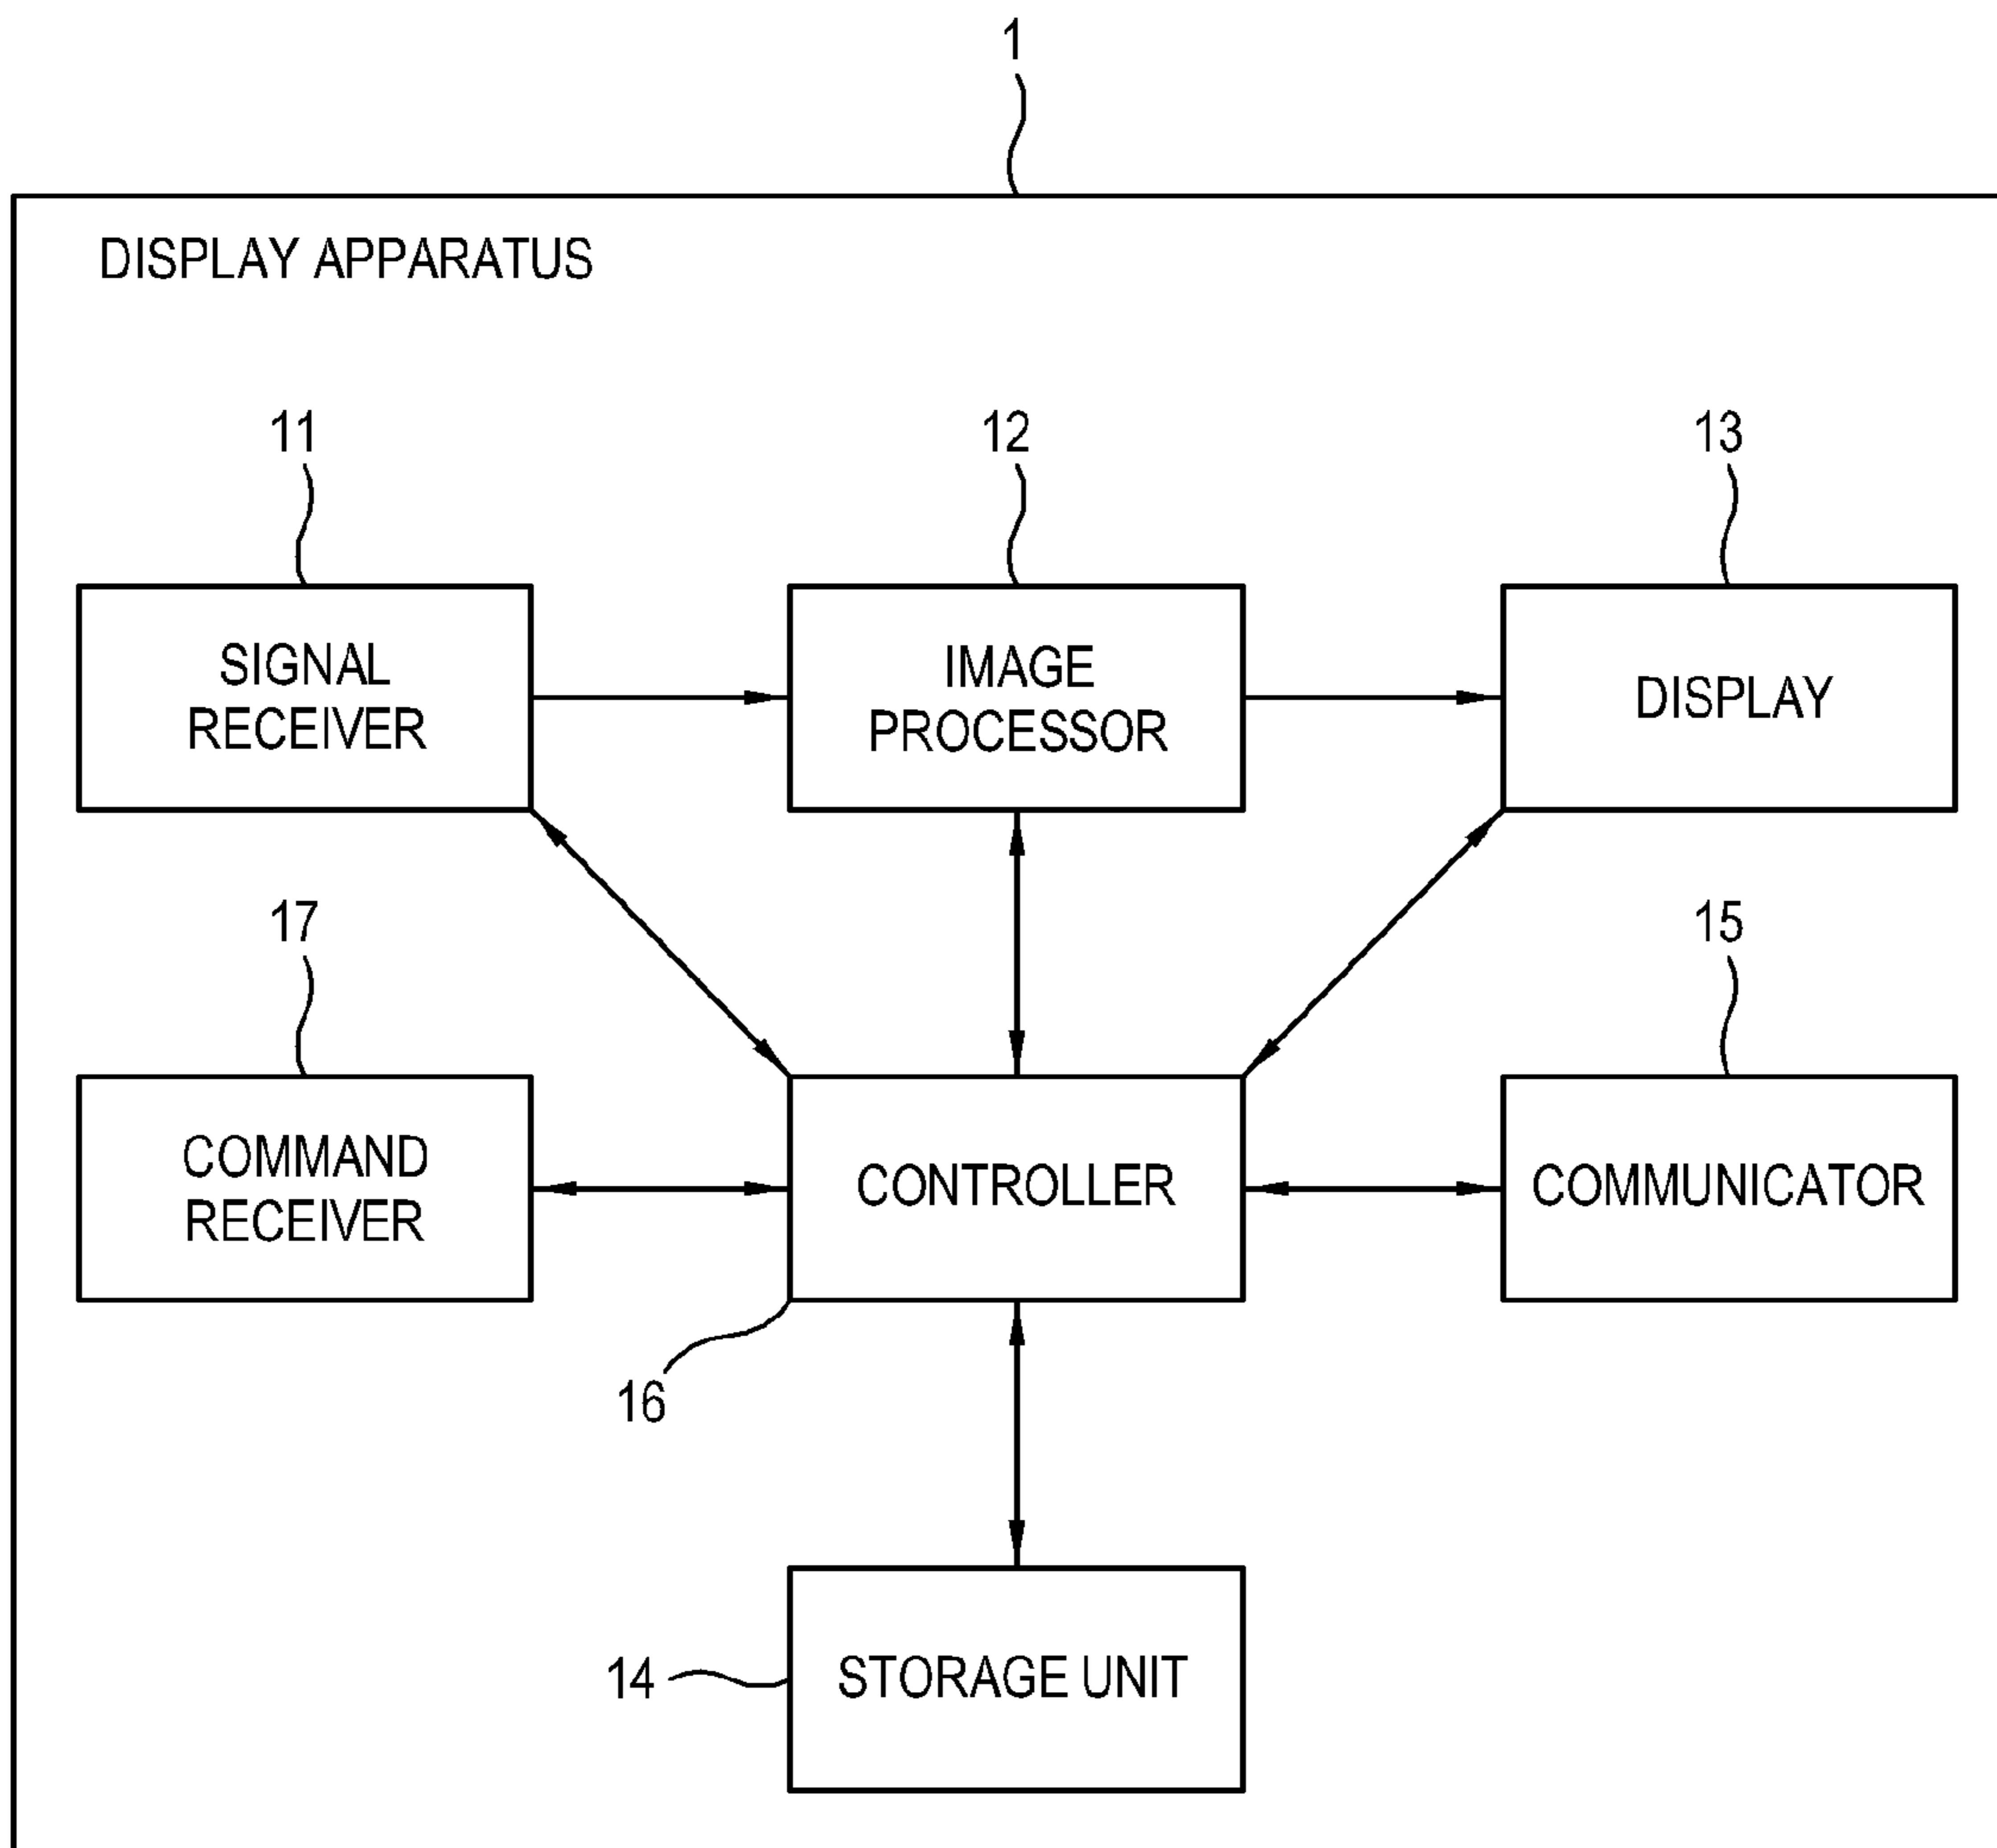 1
DISPLAY APPARATUS
11
12
13
SIGNAL
RECEIVER
IMAGE
PROCESSOR
DISPLAY
17
15
COMMAND
RECEIVER
CONTROLLER
COMMUNICATOR
16
14
STORAGE UNIT